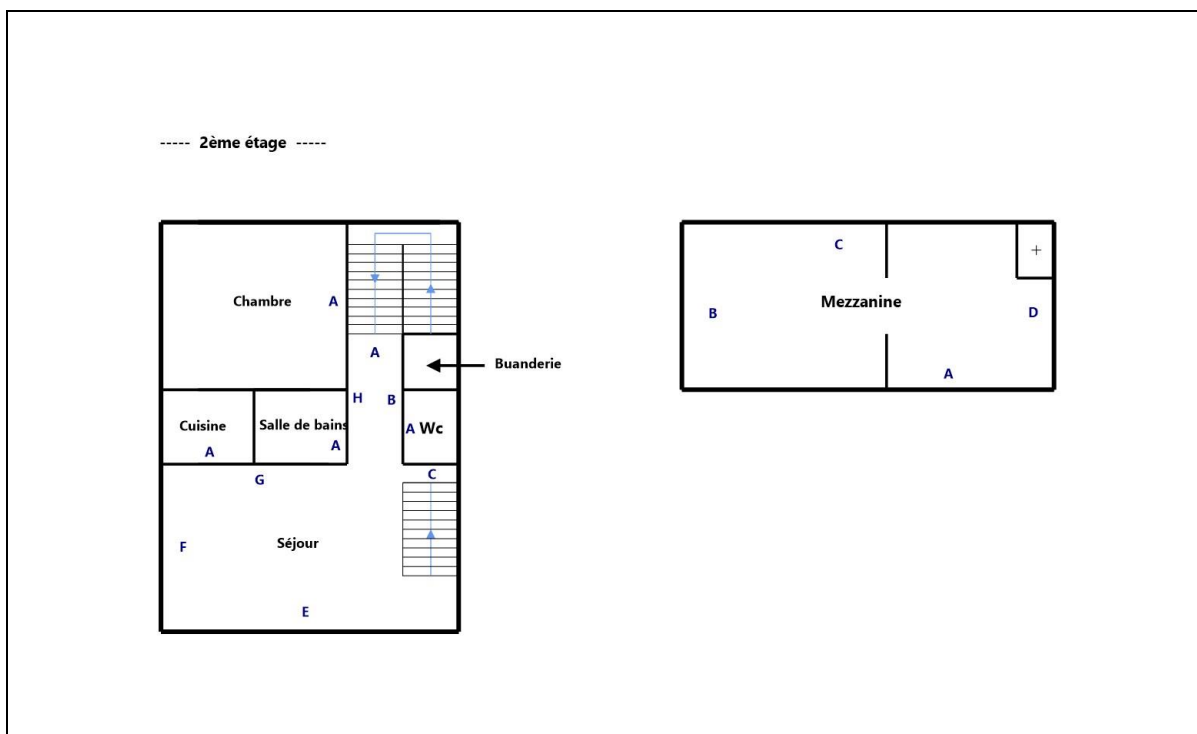 ----- 2ème étage -----
C
Chambre A
Mezzanine
B D
A
Buanderie
A
H B
Cuisine Salle de bains A Wc
A A
G C
F Séjour
E